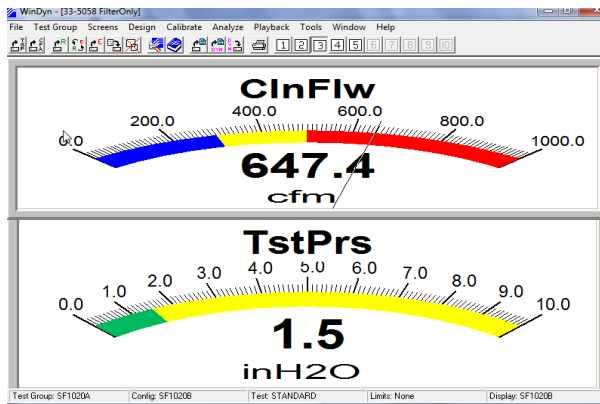 WinDyn - [33-5058 FilterOnly]
File Test Group Screens Design Calibrate Analyze Playback Tools Window Help
1 2 3 4 5 6 7 8 9 10
ClnFlw
0.0 200.0 400.0 600.0 800.0 1000.0
647.4
cfm
TstPrs
0.0 1.0 2.0 3.0 4.0 5.0 6.0 7.0 8.0 9.0 10.0
1.5
inH2O
Test Group: SF1020A Config: SF1020B Test: STANDARD Limits: None Display: SF1020B